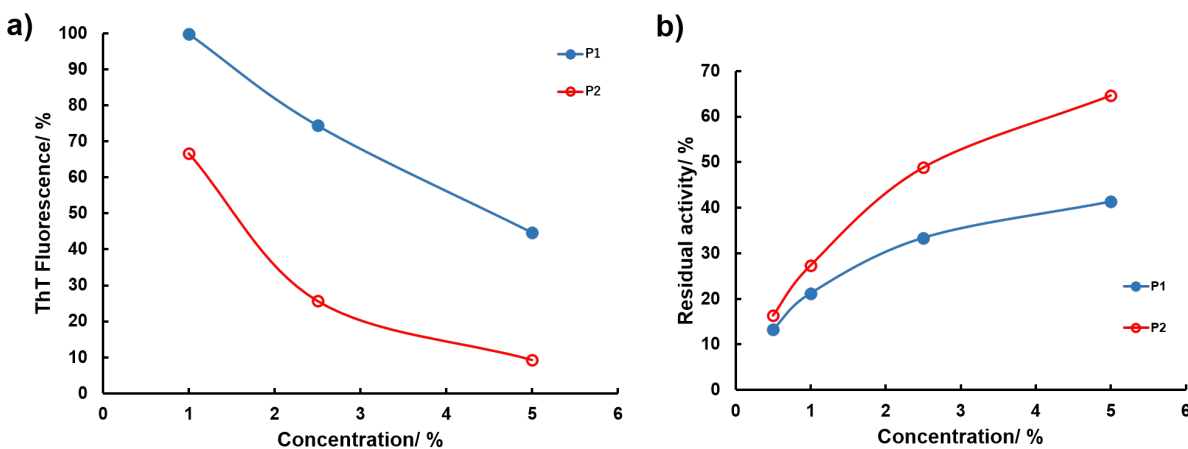 a)
ThT Fluorescence/ %
100
90
80
70
60
50
40
30
20
10
0
0 1 2 3 4 5 6
Concentration/ %
P1
P2
b)
Residual activity/ %
70
60
50
40
30
20
10
0
0 1 2 3 4 5 6
Concentration/ %
P1
P2